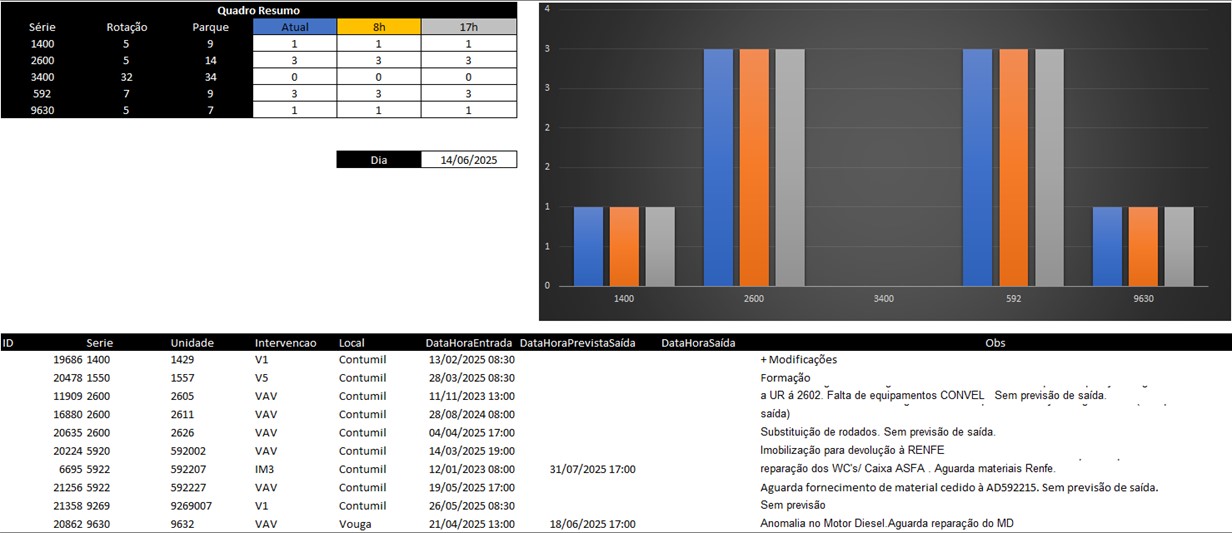 Quadro Resumo
Série Rotação Parque Atual 8h 17h
1400 5 9 1 1 1
2600 5 14 3 3 3
3400 32 34 0 0 0
592 7 9 3 3 3
9630 5 7 1 1 1
Dia 14/06/2025
4
3
3
2
2
1
1
0
1400 2600 3400 592 9630
ID Serie Unidade Intervencao Local DataHoraEntrada DataHoraPrevistaSaída DataHoraSaída Obs
19686 1400 1429 V1 Contumil 13/02/2025 08:30 + Modificações
20478 1550 1557 V5 Contumil 28/03/2025 08:30 Formação
11909 2600 2605 VAV Contumil 11/11/2023 13:00 a UR á 2602. Falta de equipamentos CONVEL Sem previsão de saída.
16880 2600 2611 VAV Contumil 28/08/2024 08:00 saída)
20635 2600 2626 VAV Contumil 04/04/2025 17:00 Substituição de rodados. Sem previsão de saída.
20224 5920 592002 VAV Contumil 14/03/2025 19:00 Imobilização para devolução à RENFE
6695 5922 592207 IM3 Contumil 12/01/2023 08:00 31/07/2025 17:00 reparação dos WC's/ Caixa ASFA . Aguarda materiais Renfe.
21256 5922 592227 VAV Contumil 19/05/2025 17:00 Aguarda fornecimento de material cedido à AD592215. Sem previsão de saída.
21358 9269 9269007 V1 Contumil 26/05/2025 08:30 Sem previsão
20862 9630 9632 VAV Vouga 21/04/2025 13:00 18/06/2025 17:00 Anomalia no Motor Diesel.Aguarda reparação do MD